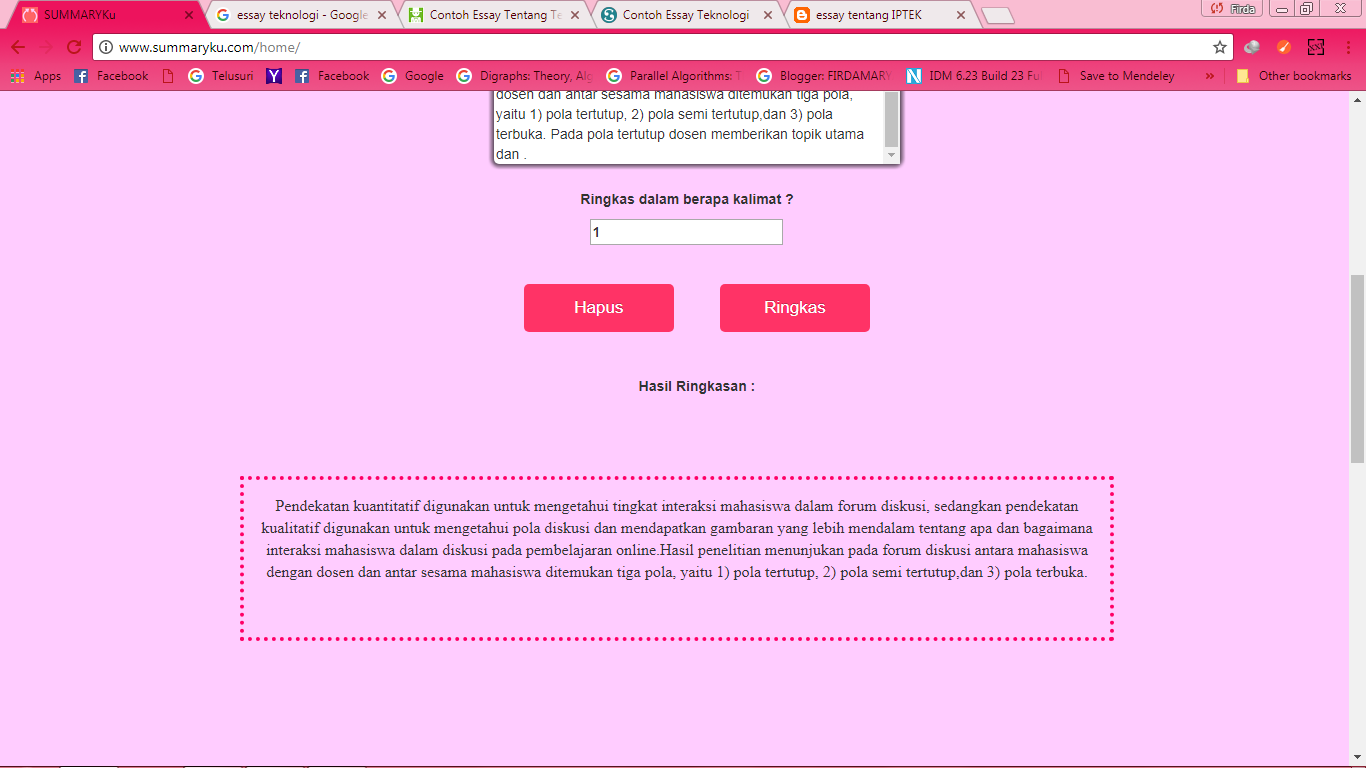 SUMMARYKu
essay teknologi - Google
Contoh Essay Tentang Te
Contoh Essay Teknologi
essay tentang IPTEK
Firda
www.summaryku.com/home/
Apps
Facebook
Telusuri
Facebook
Google
Digraphs: Theory, Alg
Parallel Algorithms: T
Blogger: FIRDAMARY
IDM 6.23 Build 23 Ful
Save to Mendeley
»
Other bookmarks
dosen dan antar sesama mahasiswa ditemukan tiga pola,
yaitu 1) pola tertutup, 2) pola semi tertutup,dan 3) pola
terbuka. Pada pola tertutup dosen memberikan topik utama
dan .
Ringkas dalam berapa kalimat ?
1
Hapus
Ringkas
Hasil Ringkasan :
Pendekatan kuantitatif digunakan untuk mengetahui tingkat interaksi mahasiswa dalam forum diskusi, sedangkan pendekatan
kualitatif digunakan untuk mengetahui pola diskusi dan mendapatkan gambaran yang lebih mendalam tentang apa dan bagaimana
interaksi mahasiswa dalam diskusi pada pembelajaran online.Hasil penelitian menunjukan pada forum diskusi antara mahasiswa
dengan dosen dan antar sesama mahasiswa ditemukan tiga pola, yaitu 1) pola tertutup, 2) pola semi tertutup,dan 3) pola terbuka.